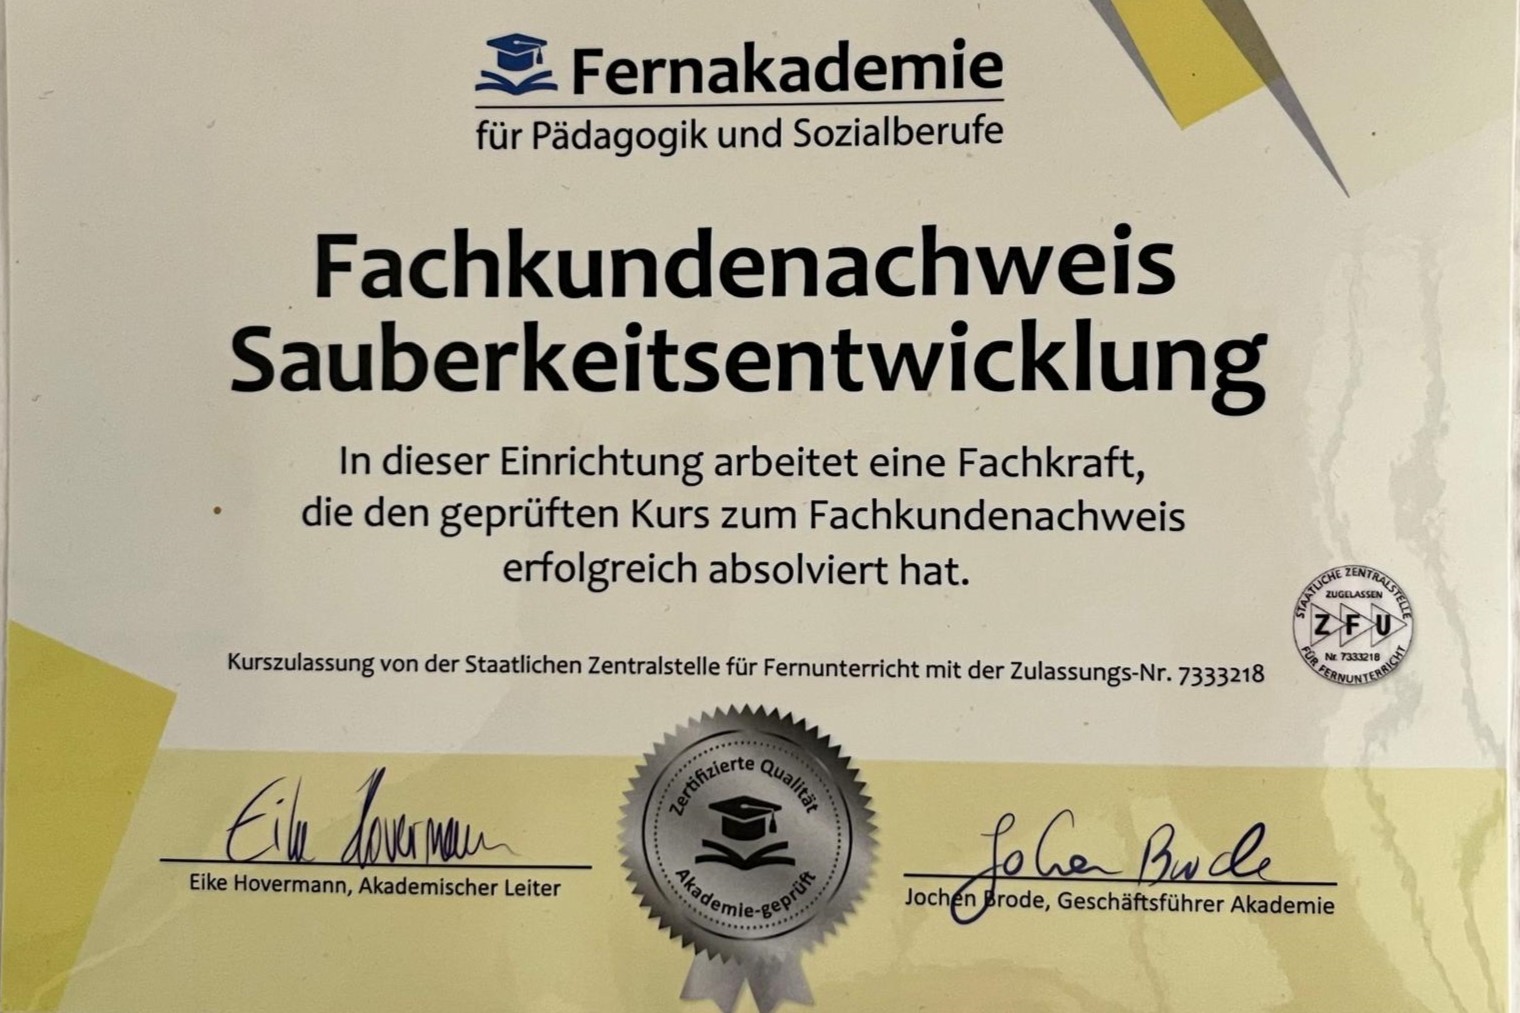 Fernakademie
für Pädagogik und Sozialberufe
Fachkundenachweis
Sauberkeitsentwicklung
In dieser Einrichtung arbeitet eine Fachkraft,
die den geprüften Kurs zum Fachkundenachweis
erfolgreich absolviert hat.
Kurszulassung von der Staatlichen Zentralstelle für Fernunterricht mit der Zulassungs-Nr. 7333218
STAATLICHE ZENTRALSTELLE
ZUGELASSEN
ZFU
Nr. 7333218
FÜR FERNUNTERRICHT
Zertifizierte Qualität
Akademie-geprüft
Eike Hovermann
Eike Hovermann, Akademischer Leiter
Jochen Brode
Jochen Brode, Geschäftsführer Akademie